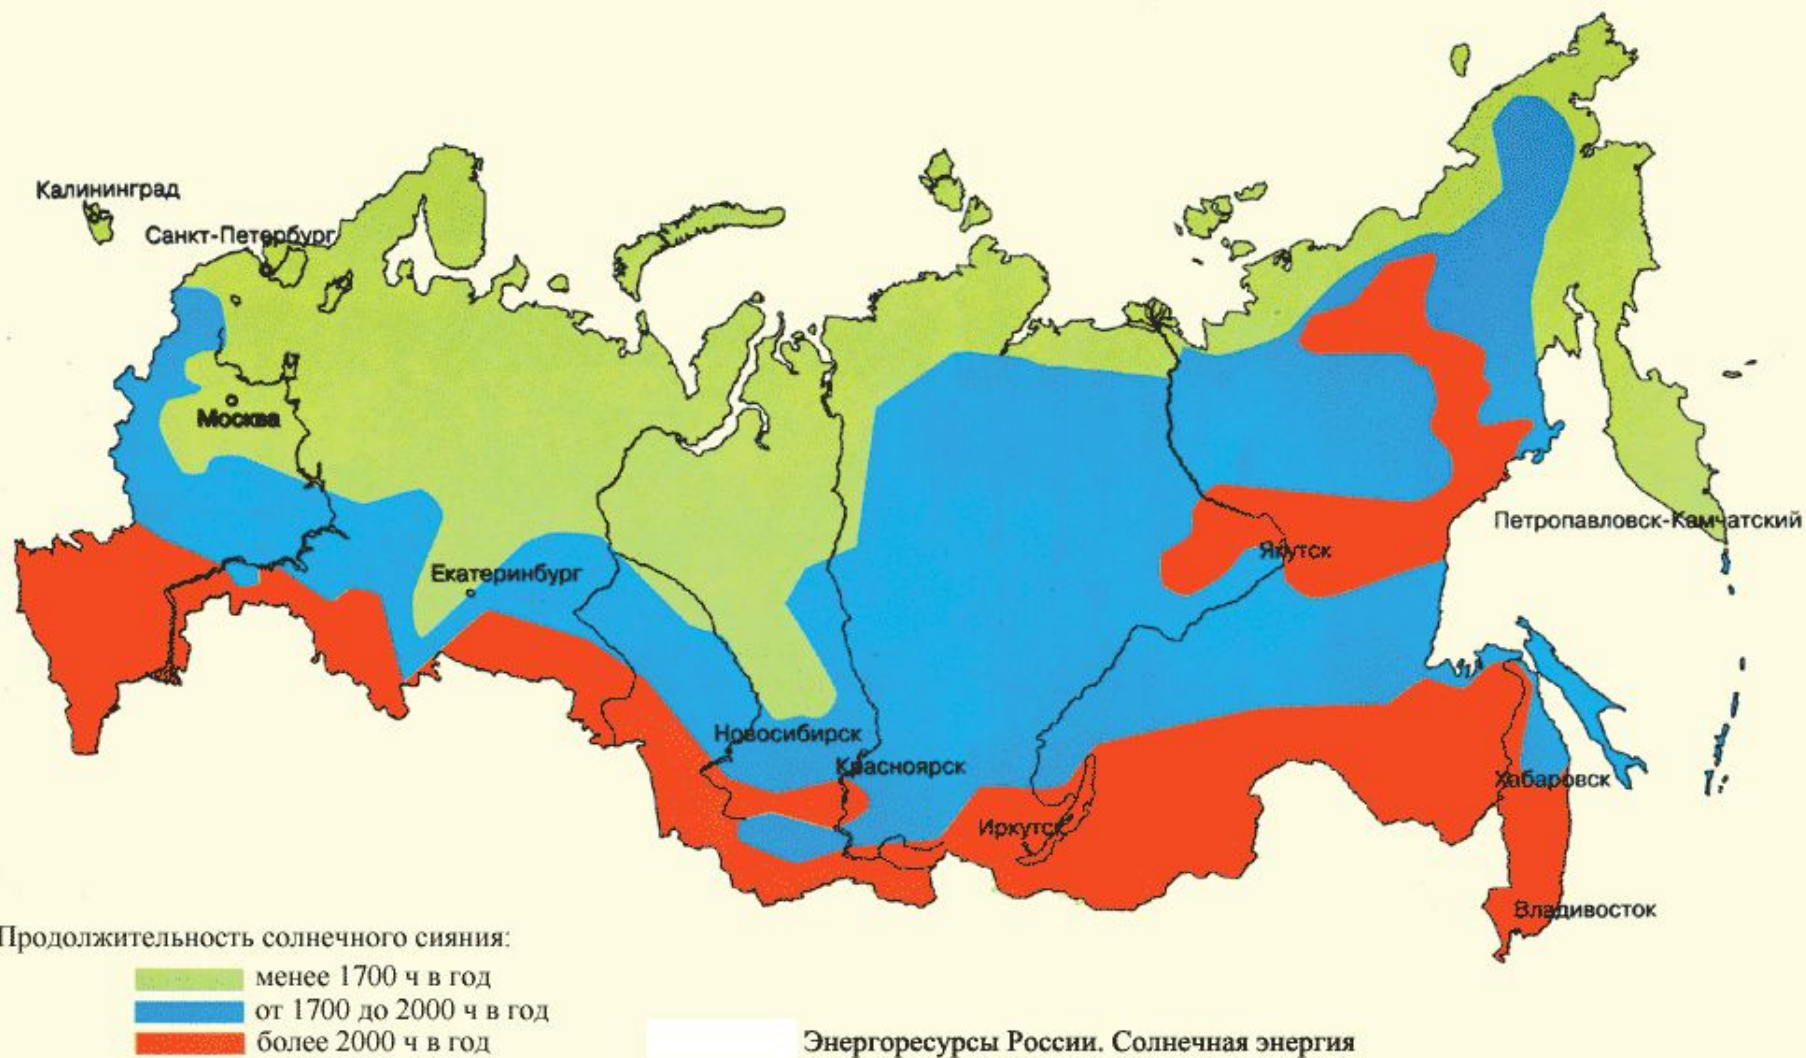 Калининград
Санкт-Петербург
Москва
Петропавловск-Камчатский
Якутск
Екатеринбург
Новосибирск
Красноярск
Хабаровск
Иркутск
Владивосток
Продолжительность солнечного сияния:
менее 1700 ч в год
от 1700 до 2000 ч в год
более 2000 ч в год
Энергоресурсы России. Солнечная энергия